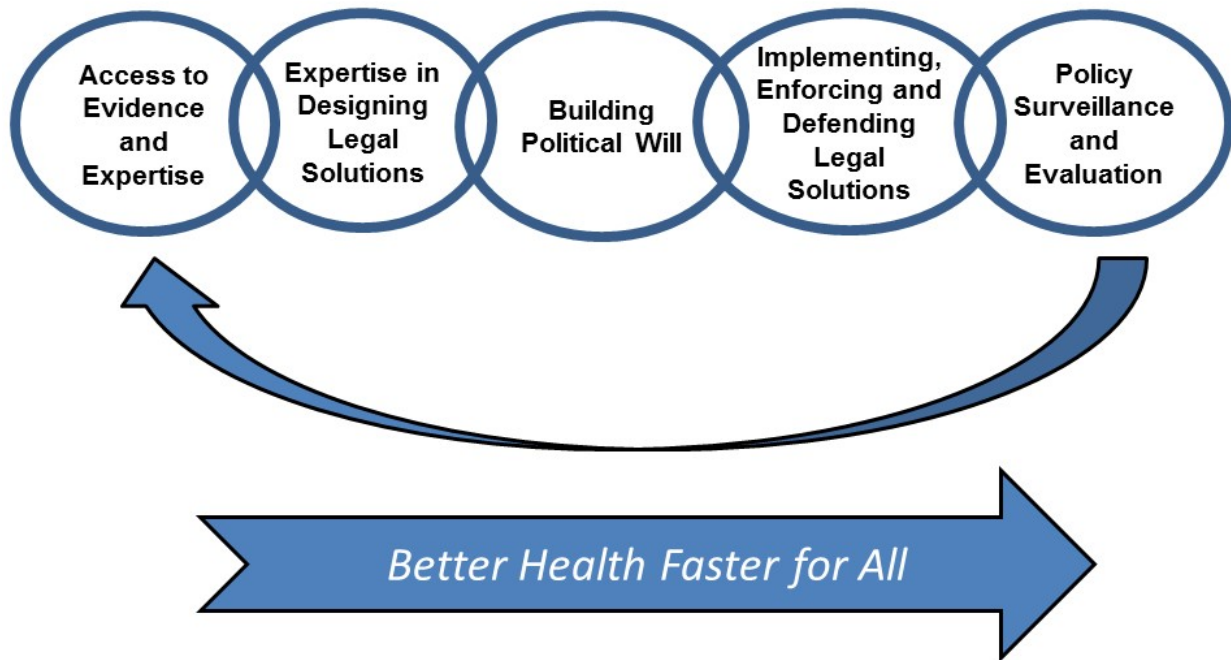 Access to
Evidence
and
Expertise
Expertise in
Designing
Legal
Solutions
Building
Political Will
Implementing,
Enforcing and
Defending
Legal
Solutions
Policy
Surveillance
and
Evaluation
Better Health Faster for All